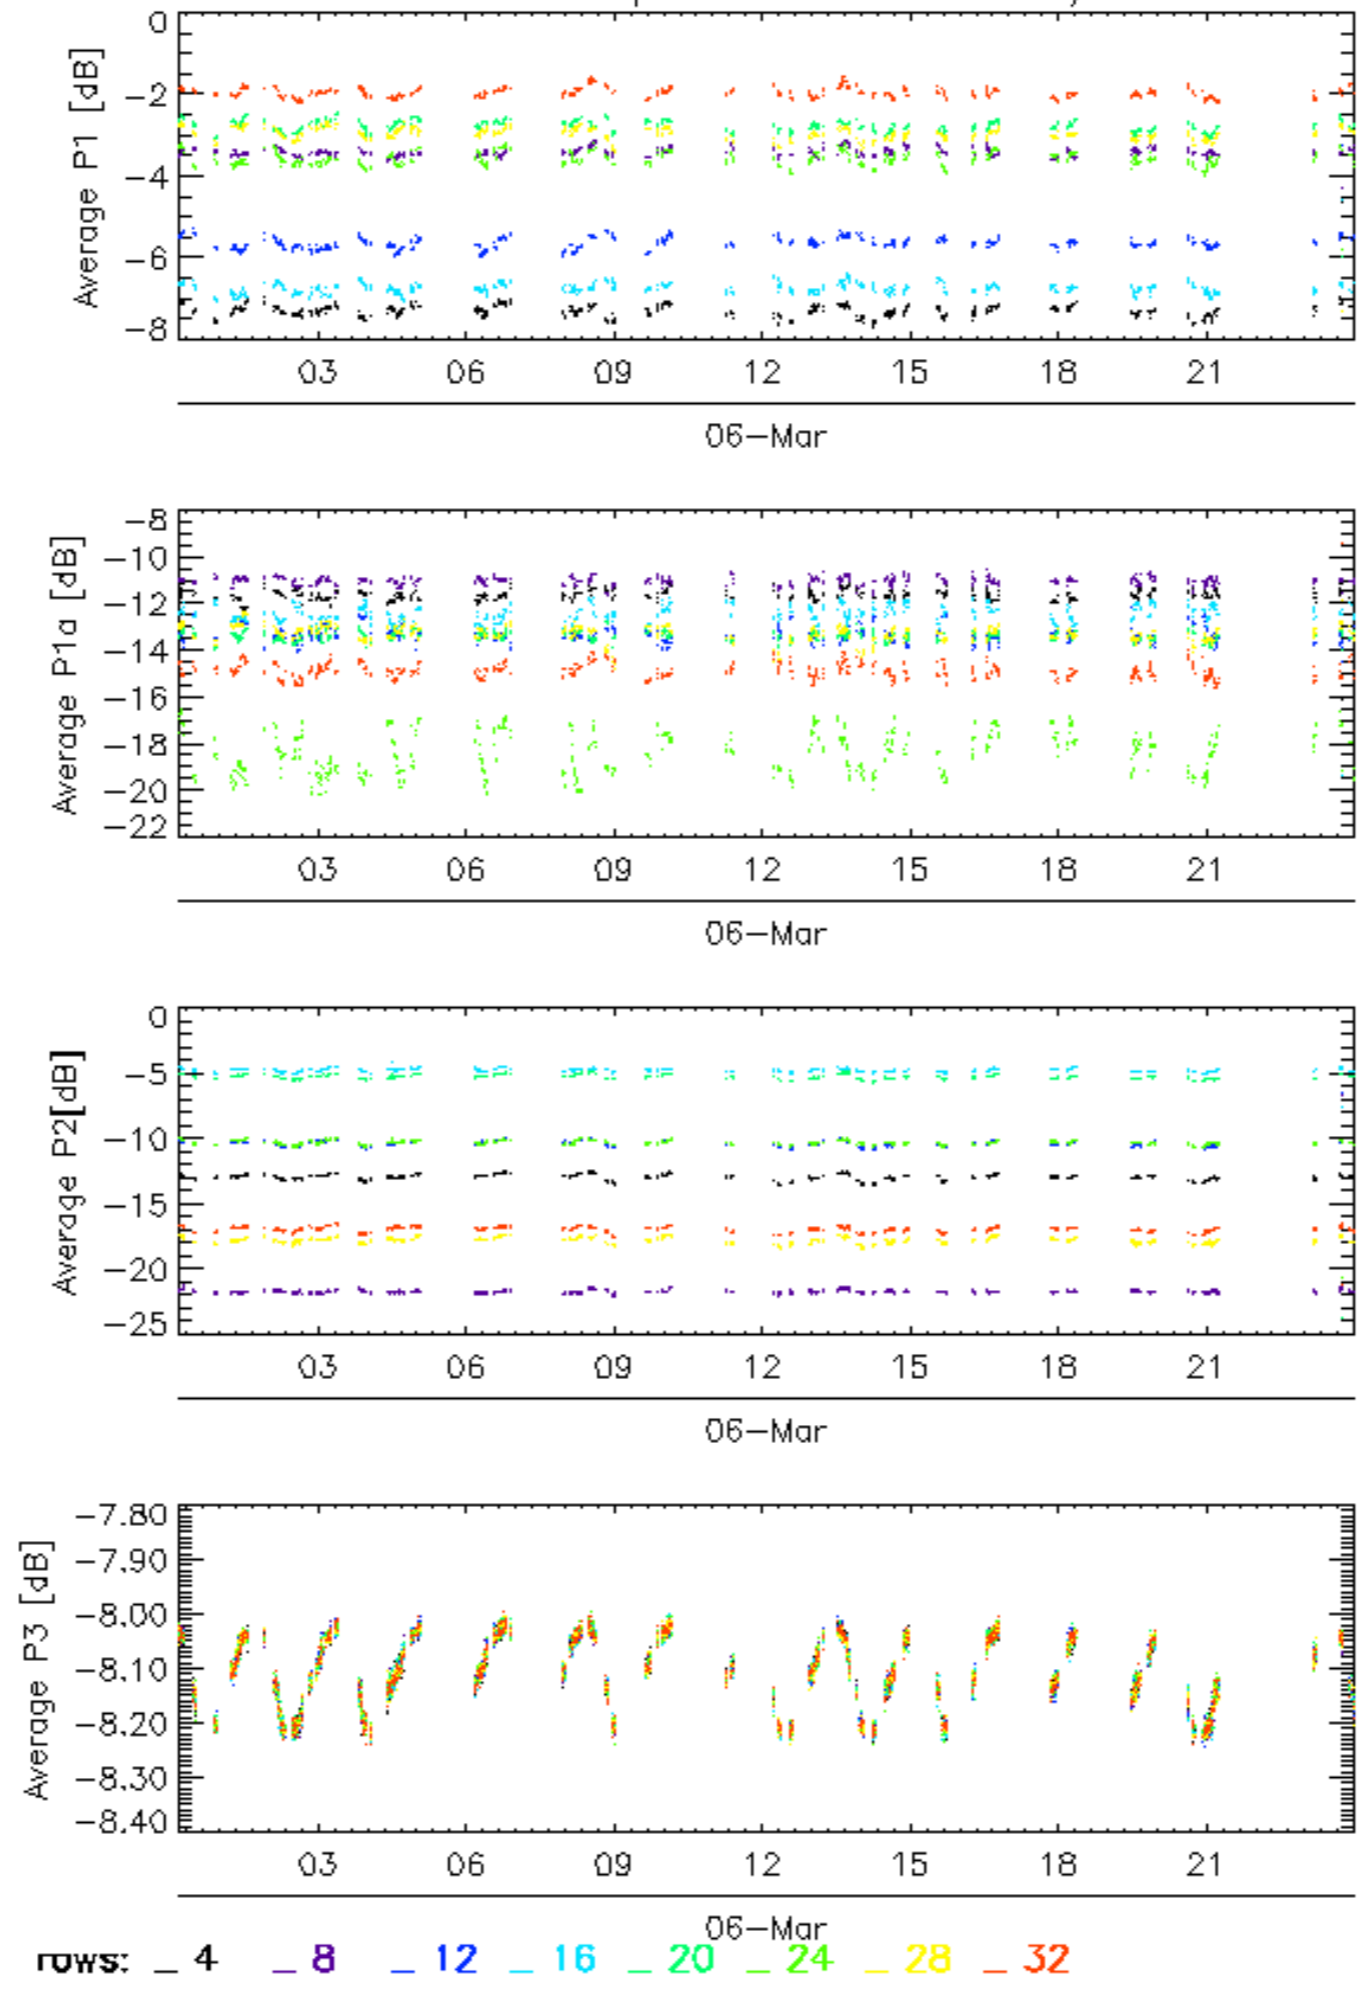 0
−2
−4
−6
−8
Average P1 [dB]
03 06 09 12 15 18 21
06−Mar
−8
−10
−12
−14
−16
−18
−20
−22
Average P1a [dB]
03 06 09 12 15 18 21
06−Mar
0
−5
−10
−15
−20
−25
Average P2[dB]
03 06 09 12 15 18 21
06−Mar
−7.80
−7.90
−8.00
−8.10
−8.20
−8.30
−8.40
Average P3 [dB]
03 06 09 12 15 18 21
06−Mar
rows: _ 4 _ 8 _ 12 _ 16 _ 20 _ 24 _ 28 _ 32